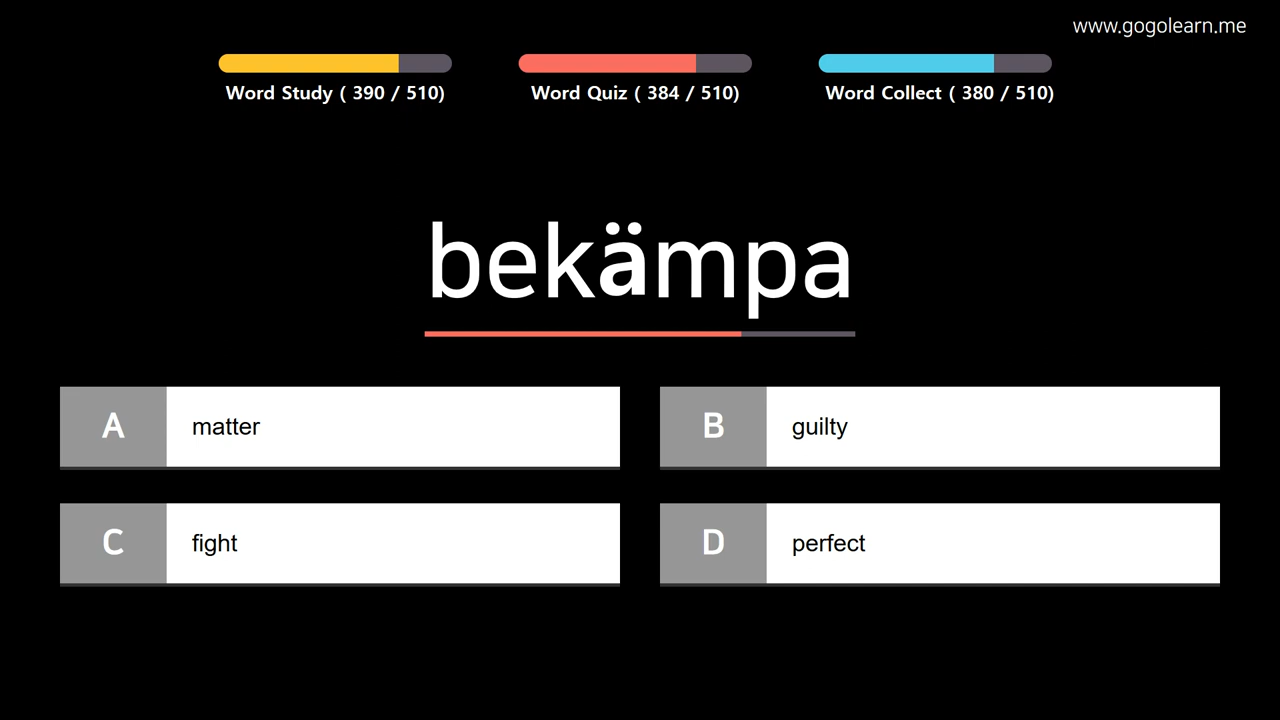 www.gogolearn.me
Word Study ( 390 / 510)
Word Quiz ( 384 / 510)
Word Collect ( 380 / 510)
bekämpa
A matter
B guilty
C fight
D perfect